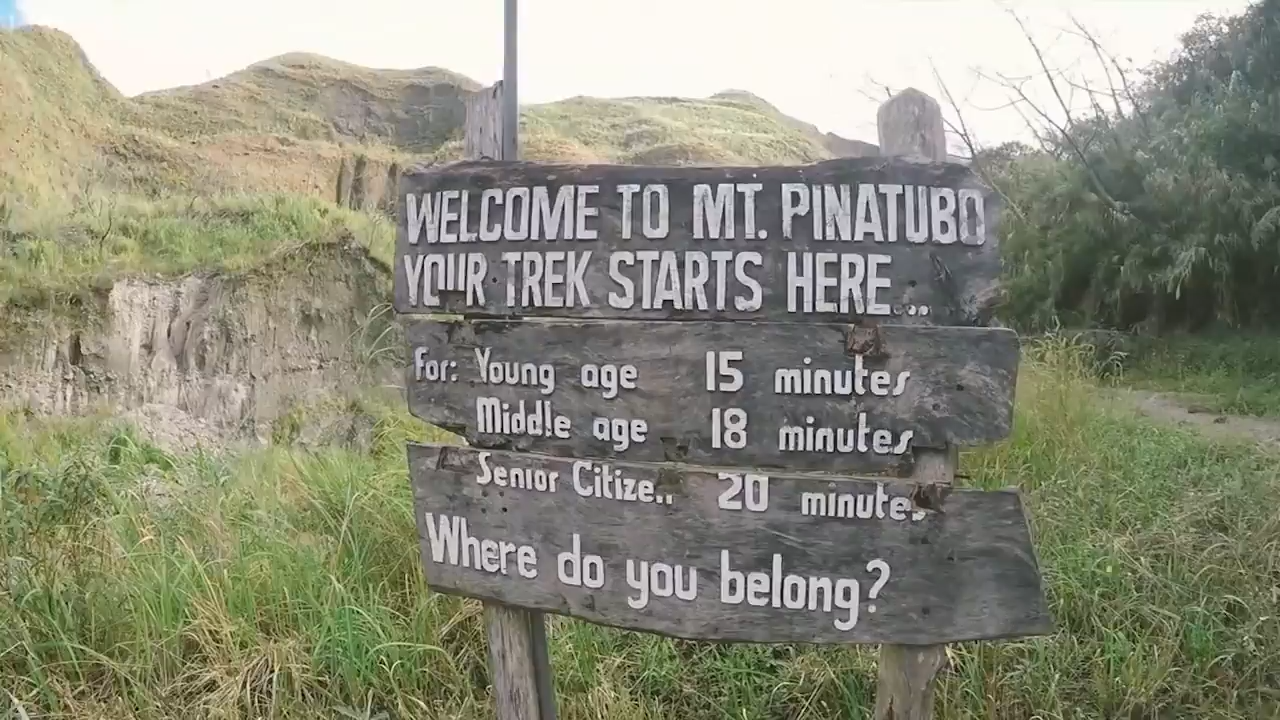 WELCOME TO MT. PINATUBO
YOUR TREK STARTS HERE...
For: Young age 15 minutes
Middle age 18 minutes
Senior Citize.. 20 minutes
Where do you belong?